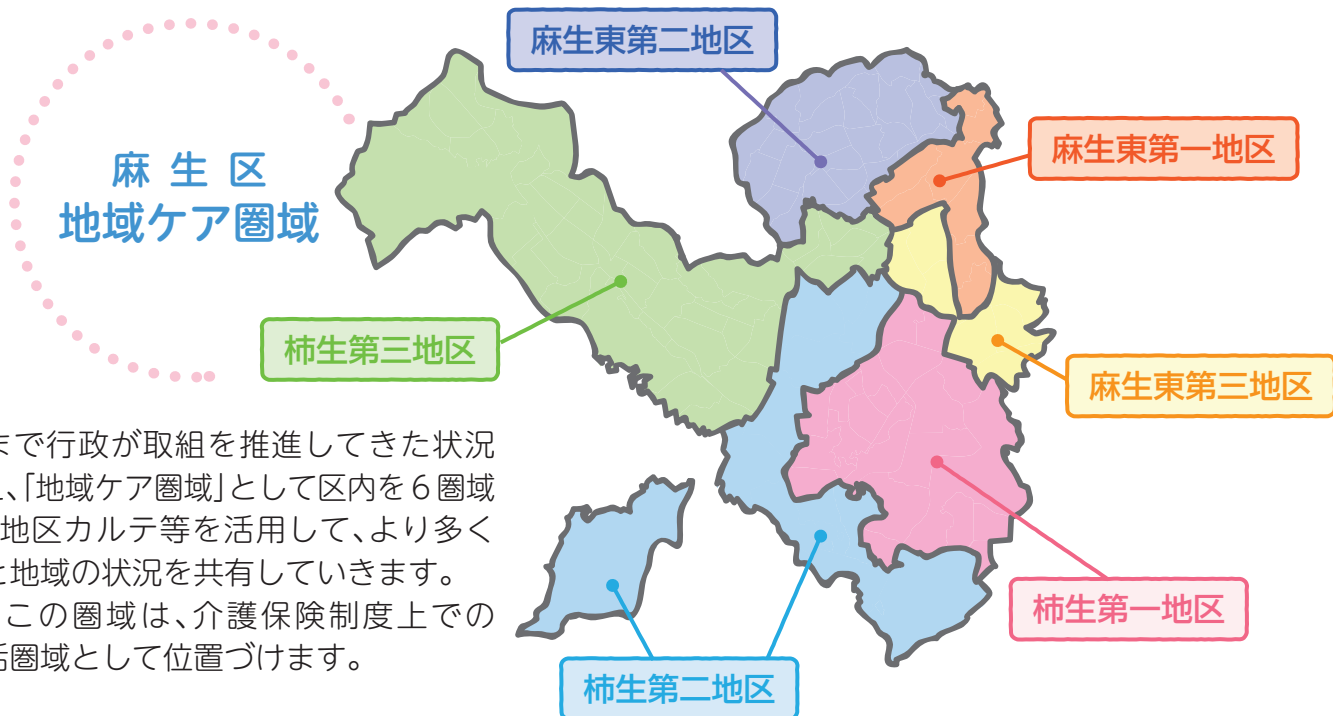 麻生区
地域ケア圏域
麻生東第二地区
麻生東第一地区
柿生第三地区
麻生東第三地区
柿生第一地区
柿生第二地区
まで行政が取組を推進してきた状況
、「地域ケア圏域」として区内を6圏域
地区カルテ等を活用して、より多く
と地域の状況を共有していきます。
この圏域は、介護保険制度上での
圏域として位置づけます。